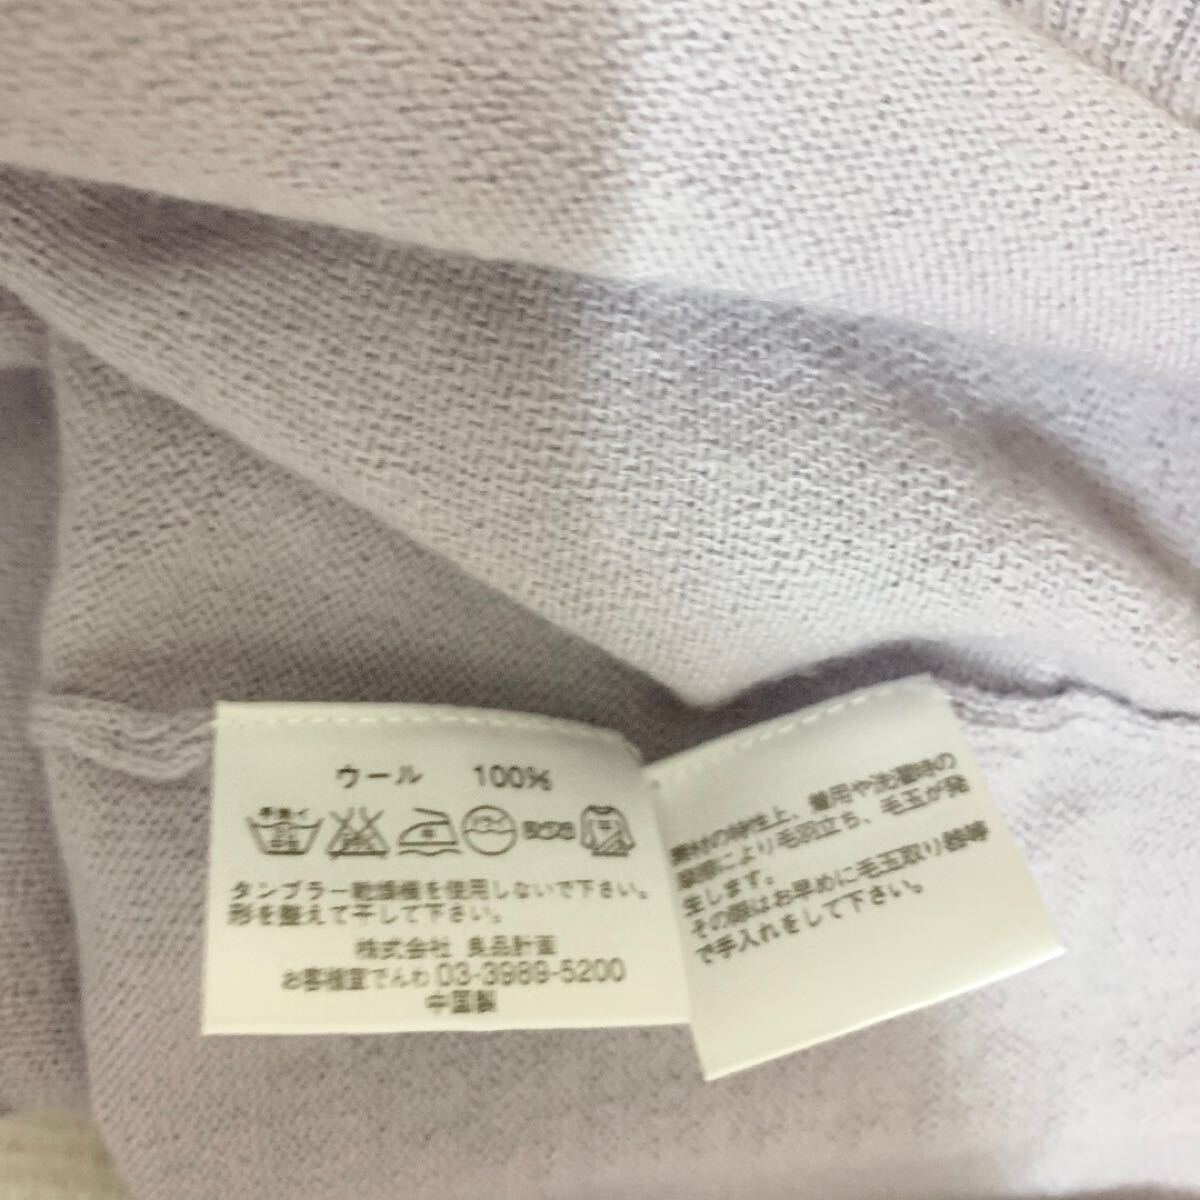 ウール 100%
手洗イ
タンブラー乾燥機を使用しないで下さい。
形を整えて干して下さい。
株式会社 良品計画
お客様室でんわ03-3989-5200
中国製
素材の特性上、着用や洗濯時の
摩擦により毛羽立ち、毛玉が発
生します。
その際はお早めに毛玉取り器等
で手入れをして下さい。